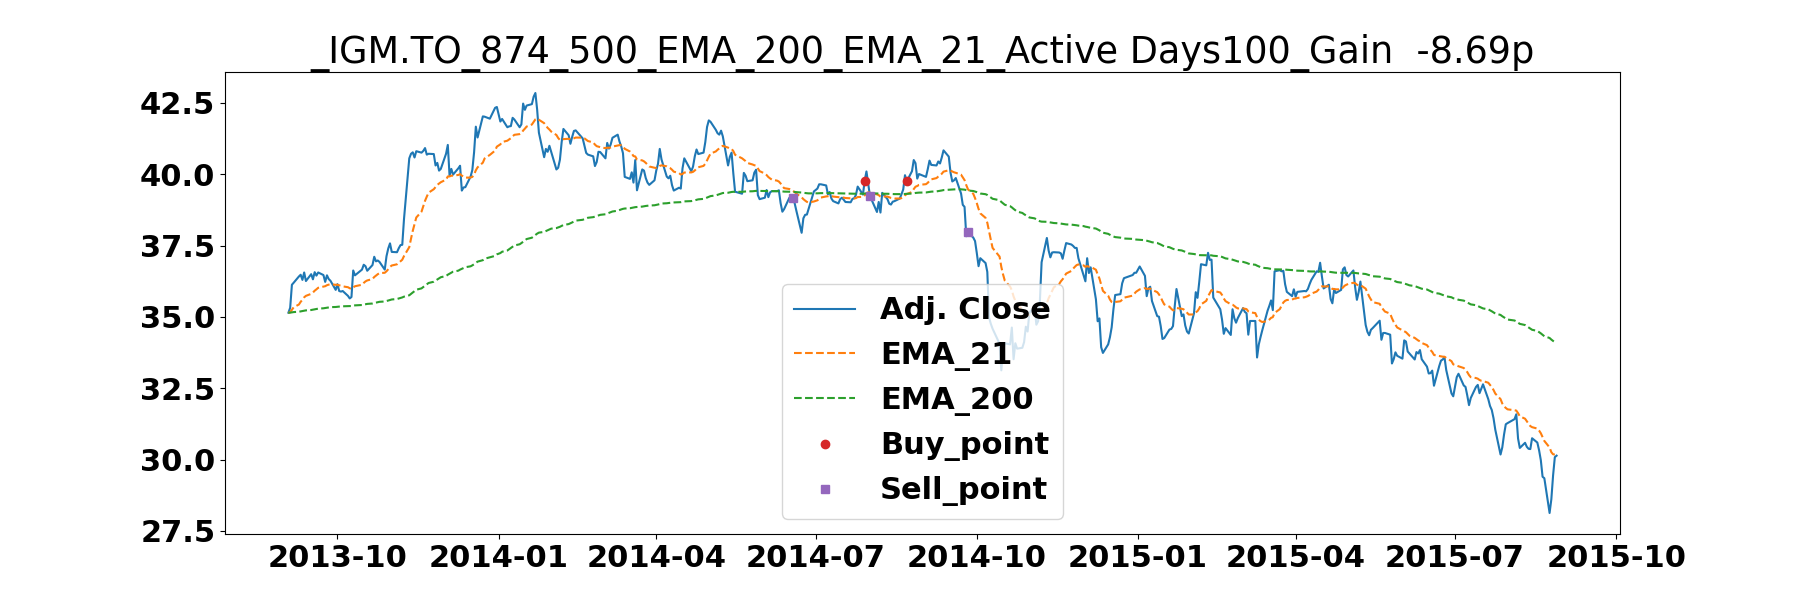 _IGM.TO_874_500_EMA_200_EMA_21_Active Days100_Gain  -8.69p
42.5
40.0
37.5
35.0
32.5
30.0
27.5
Adj. Close
EMA_21
EMA_200
Buy_point
Sell_point
2013-10 2014-01 2014-04 2014-07 2014-10 2015-01 2015-04 2015-07 2015-10